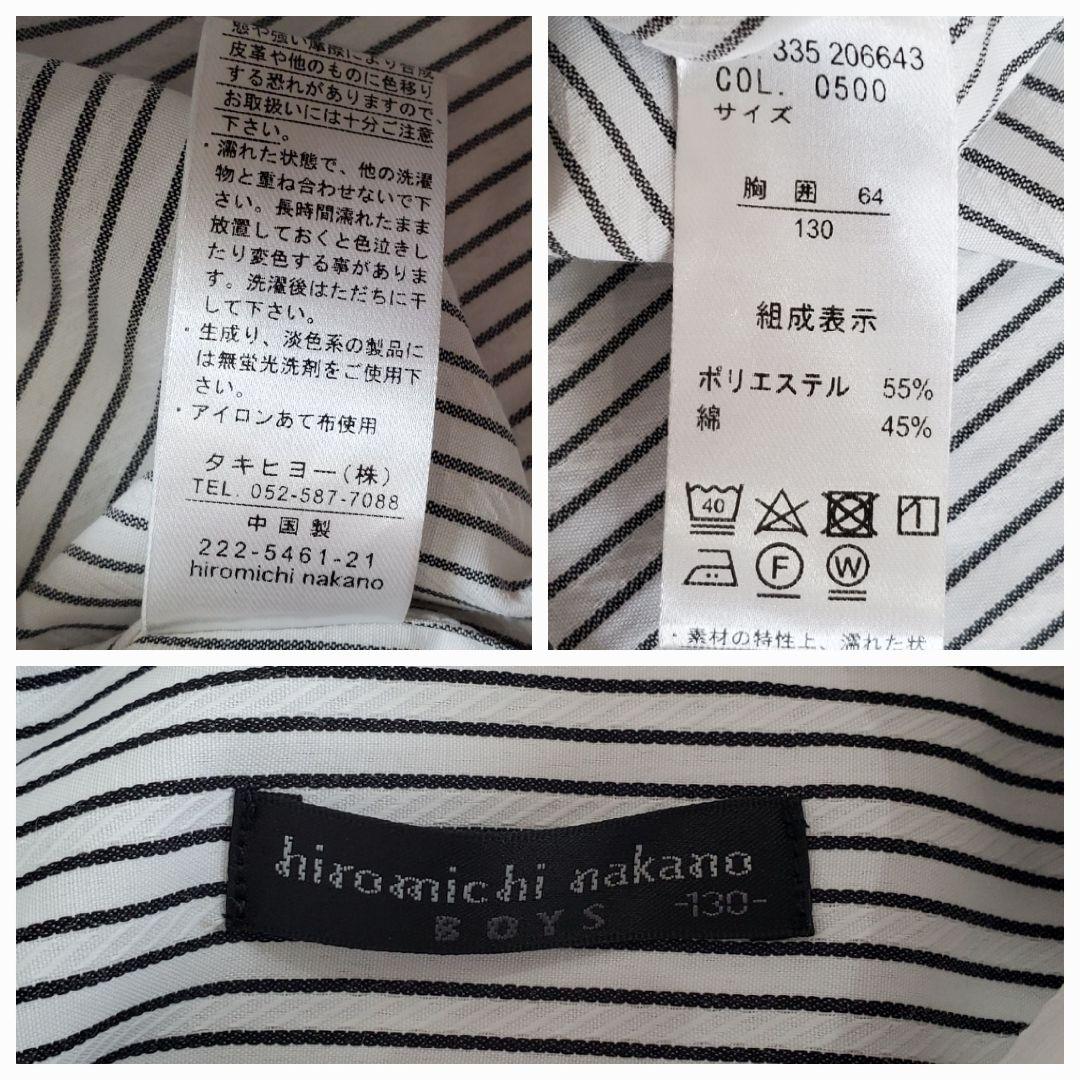 皮革や他のものに色移り
する恐れがありますので、
お取扱いには十分ご注意
下さい。
・濡れた状態で、他の洗濯
物と重ね合わせないで下
さい。長時間濡れたまま
放置しておくと色泣きし
たり変色する事がありま
す。洗濯後はただちに干
して下さい。
・生成り、淡色系の製品に
は無蛍光洗剤をご使用下
さい。
・アイロンあて布使用
タキヒヨー(株)
TEL. 052-587-7088
中国製
222-5461-21
hiromichi nakano
335 206643
COL. 0500
サイズ
胸囲 64
130
組成表示
ポリエステル 55%
綿 45%
40
F W
・素材の特性上、濡れた状
hiromichi nakano
BOYS -130-